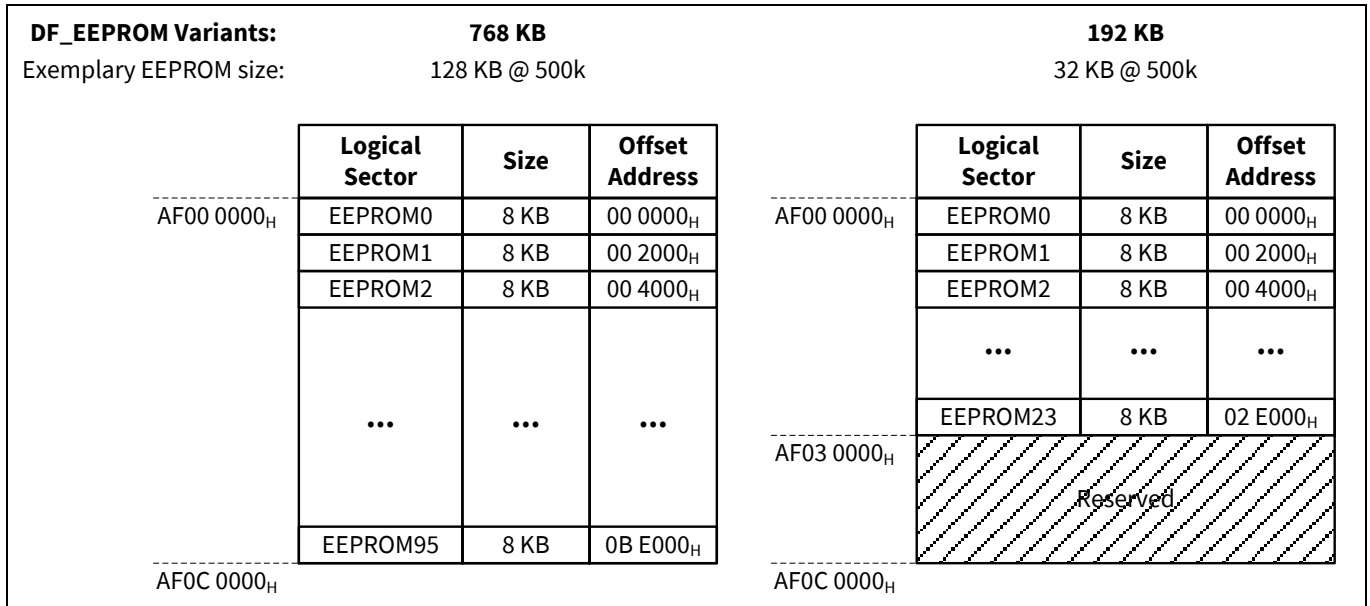 DF_EEPROM Variants: 768 KB 192 KB
Exemplary EEPROM size: 128 KB @ 500k 32 KB @ 500k
Logical Sector Size Offset Address Logical Sector Size Offset Address
AF00 0000H EEPROM0 8 KB 00 0000H AF00 0000H EEPROM0 8 KB 00 0000H
EEPROM1 8 KB 00 2000H EEPROM1 8 KB 00 2000H
EEPROM2 8 KB 00 4000H EEPROM2 8 KB 00 4000H
... ... ...
... ... ... EEPROM23 8 KB 02 E000H
AF03 0000H
Reserved
EEPROM95 8 KB 0B E000H
AF0C 0000H AF0C 0000H